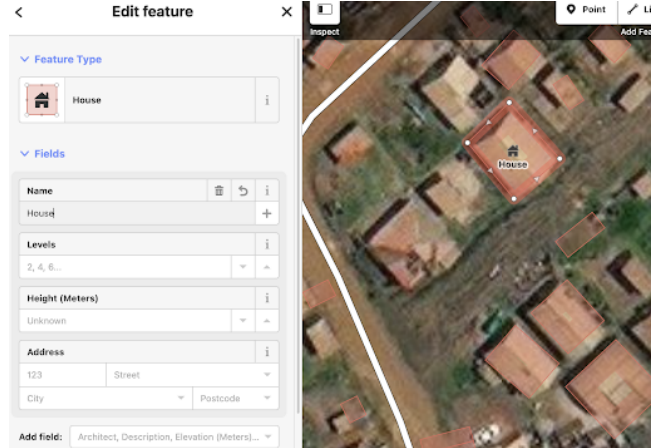 Edit feature
Feature Type
House
Fields
Name
House
Levels
2, 4, 6...
Height (Meters)
Unknown
Address
123 Street
City Postcode
Add field: Architect, Description, Elevation (Meters)...
Inspect
Point
Add Fea
House